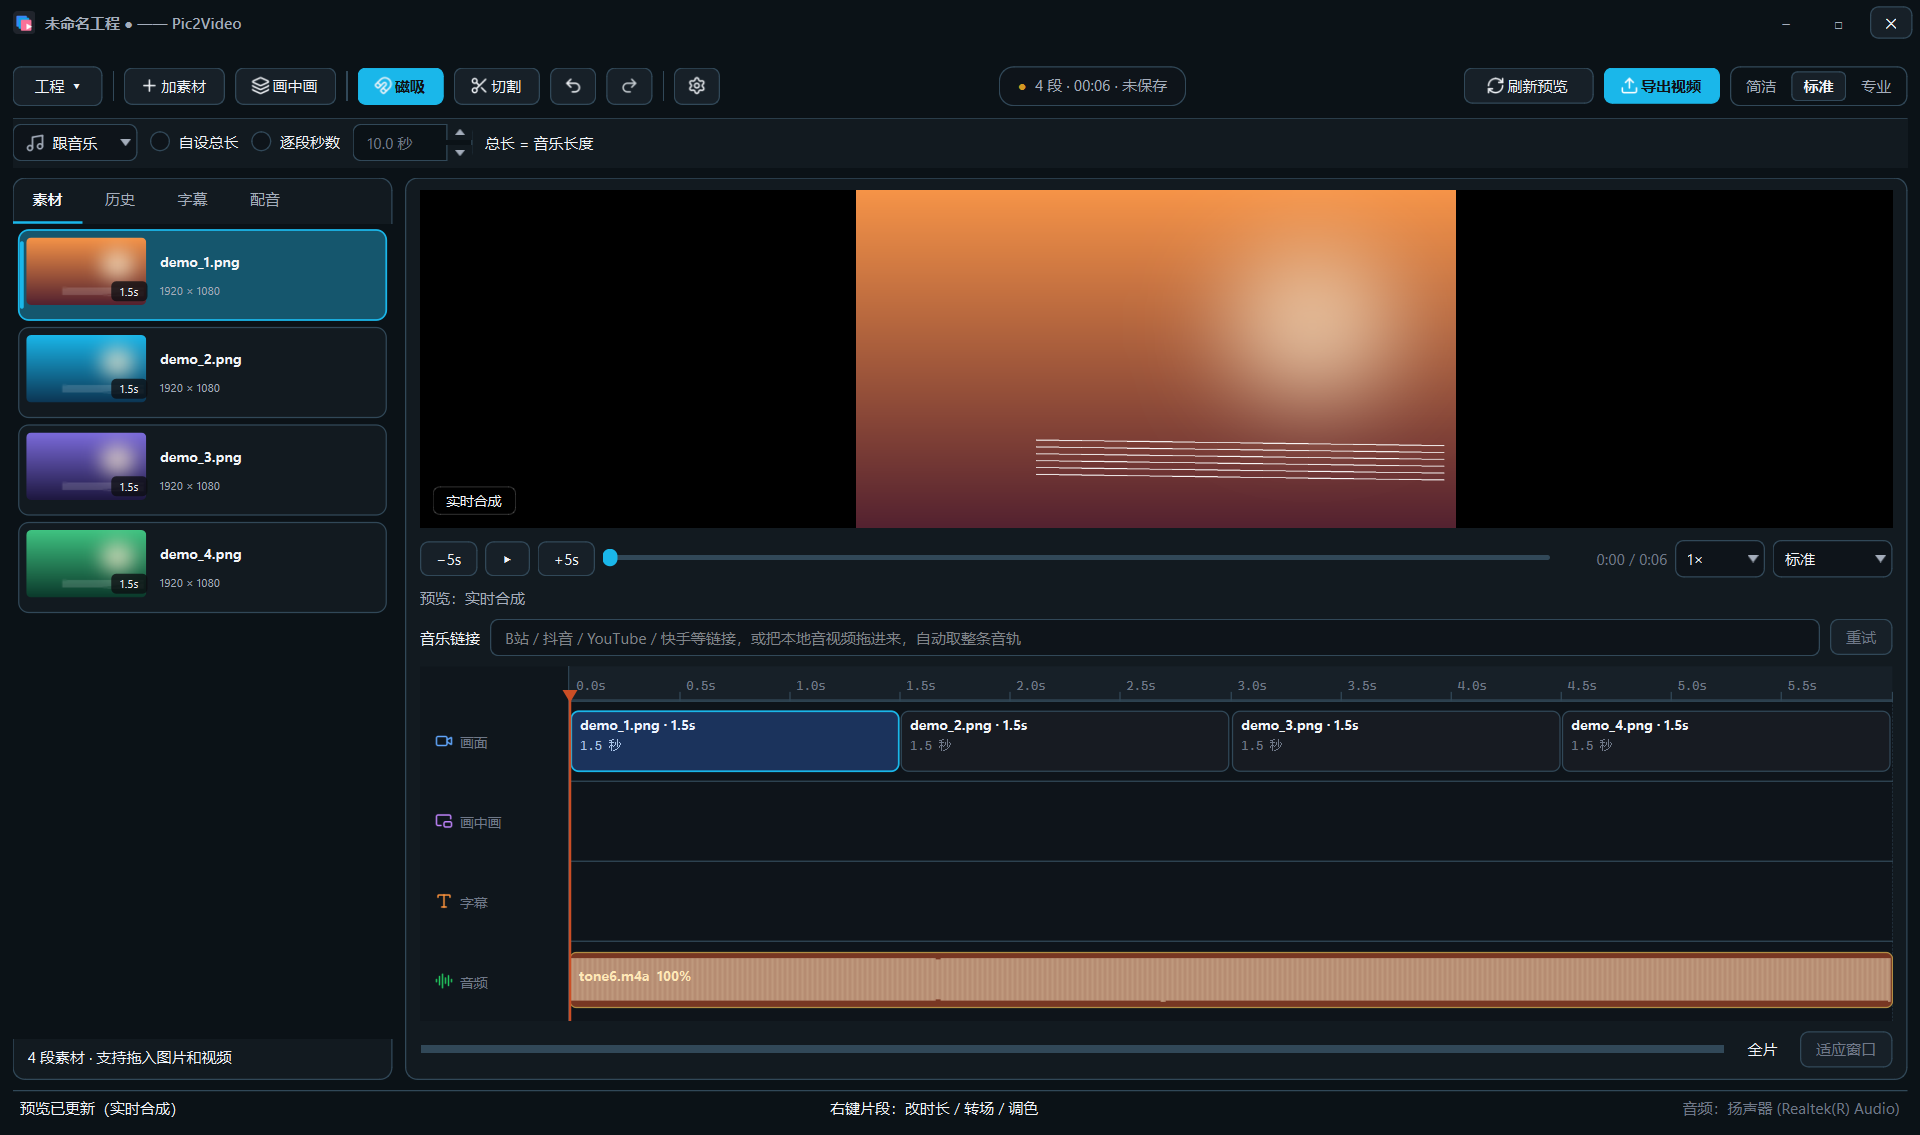 未命名工程 ● —— Pic2Video
工程 ▾
加素材
画中画
磁吸
切割
● 4 段 · 00:06 · 未保存
刷新预览
导出视频
简洁
标准
专业
跟音乐
自设总长
逐段秒数
10.0 秒
总长 = 音乐长度
素材
历史
字幕
配音
demo_1.png
1920 × 1080
1.5s
demo_2.png
1920 × 1080
1.5s
demo_3.png
1920 × 1080
1.5s
demo_4.png
1920 × 1080
1.5s
4 段素材 · 支持拖入图片和视频
实时合成
−5s
+5s
0:00 / 0:06
1×
标准
预览：实时合成
音乐链接
B站 / 抖音 / YouTube / 快手等链接，或把本地音视频拖进来，自动取整条音轨
重试
0.0s 0.5s 1.0s 1.5s 2.0s 2.5s 3.0s 3.5s 4.0s 4.5s 5.0s 5.5s
画面
demo_1.png · 1.5s
1.5 秒
demo_2.png · 1.5s
1.5 秒
demo_3.png · 1.5s
1.5 秒
demo_4.png · 1.5s
1.5 秒
画中画
字幕
音频
tone6.m4a 100%
全片
适应窗口
预览已更新（实时合成）
右键片段：改时长 / 转场 / 调色
音频：扬声器 (Realtek(R) Audio)